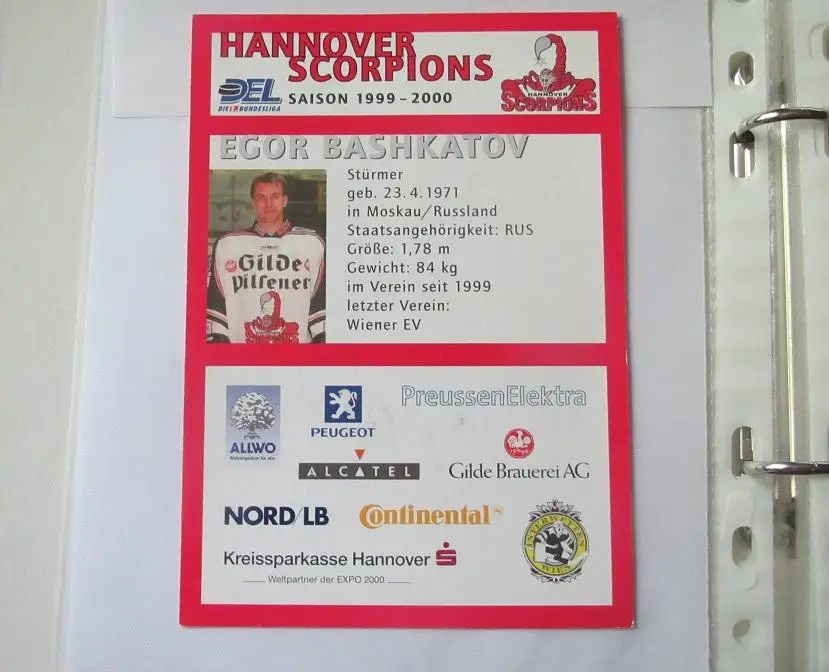 HANNOVER
SCORPIONS
DEL
DIE BUNDESLIGA
SAISON 1999-2000
HANNOVER
SCORPIONS
EGOR BASHKATOV
Stürmer
geb. 23.4.1971
in Moskau/Russland
Staatsangehörigkeit: RUS
Größe: 1,78 m
Gewicht: 84 kg
im Verein seit 1999
letzter Verein:
Wiener EV
Gilde
Pilsener
PreussenElektra
ALLWO
PEUGEOT
ALCATEL
Gilde Brauerei AG
NORD/LB
Continental
INTERWETTEN
WIEN
Kreissparkasse Hannover
Weltpartner der EXPO 2000